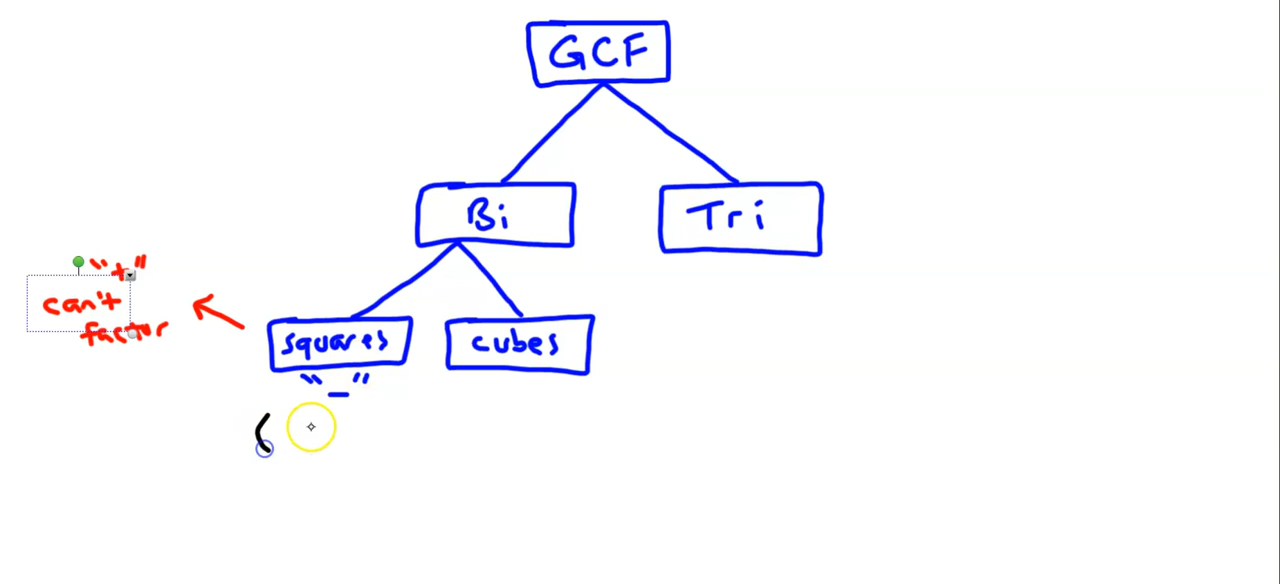 GCF
Bi
Tri
"+"
can't
factor
squares
cubes
"-"
(